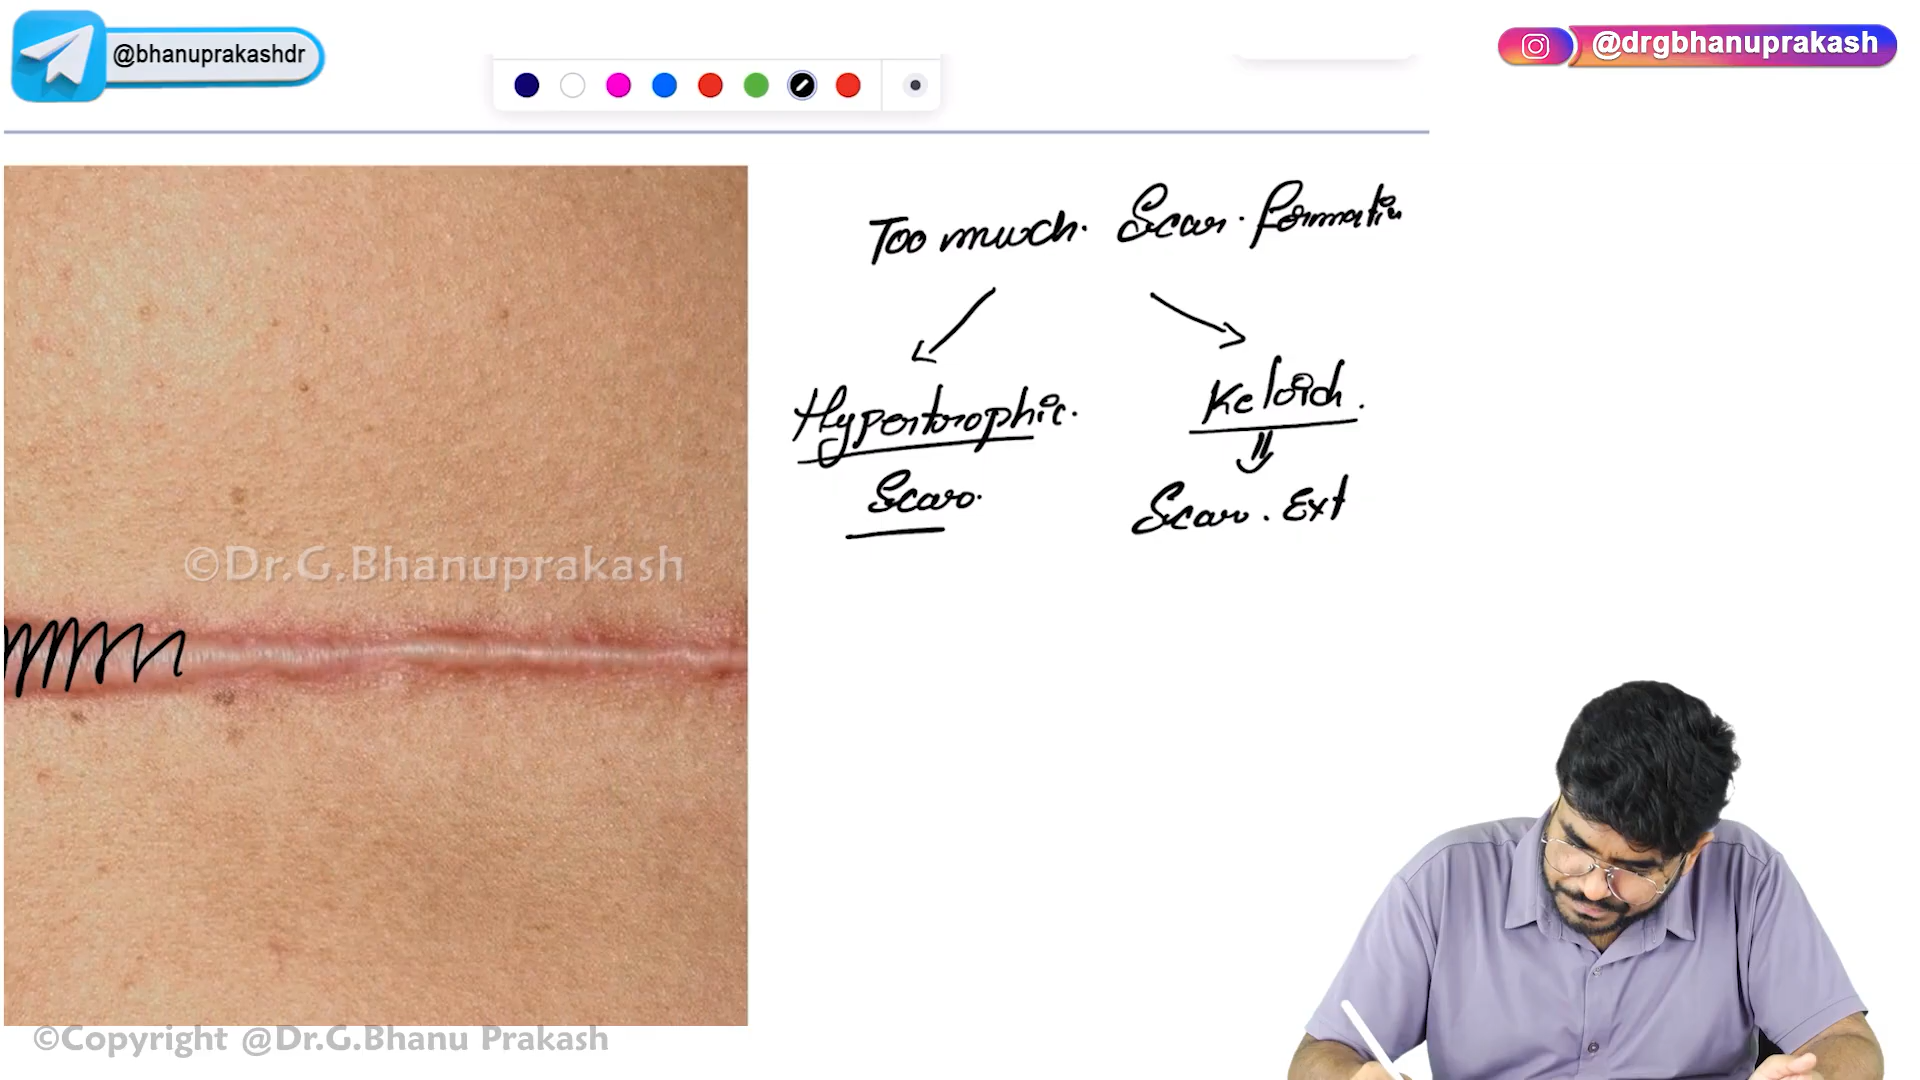 @bhanuprakashdr
@drgbhanuprakash
Too much Scar formation
Hypertrophic
Scar
Keloid
Scar Ext
©Dr.G.Bhanuprakash
©Copyright @Dr.G.Bhanu Prakash